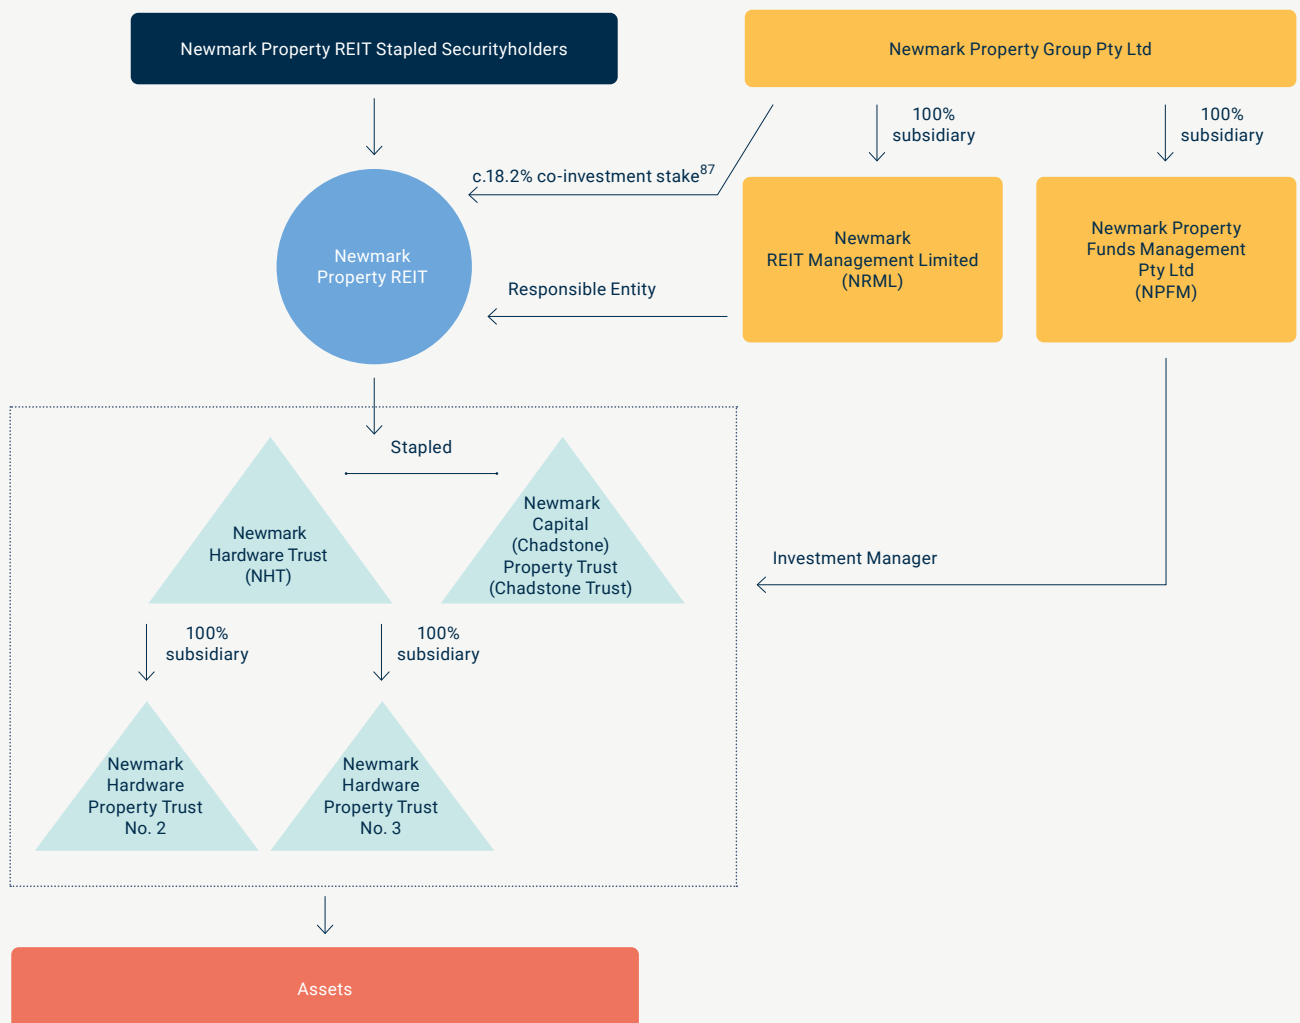 Newmark Property REIT Stapled Securityholders
Newmark Property Group Pty Ltd
100%
subsidiary
100%
subsidiary
c.18.2% co-investment stake87
Newmark
Property REIT
Newmark
REIT Management Limited
(NRML)
Newmark Property
Funds Management
Pty Ltd
(NPFM)
Responsible Entity
Stapled
Newmark
Hardware Trust
(NHT)
Newmark
Capital
(Chadstone)
Property Trust
(Chadstone Trust)
Investment Manager
100%
subsidiary
100%
subsidiary
Newmark
Hardware
Property Trust
No. 2
Newmark
Hardware
Property Trust
No. 3
Assets